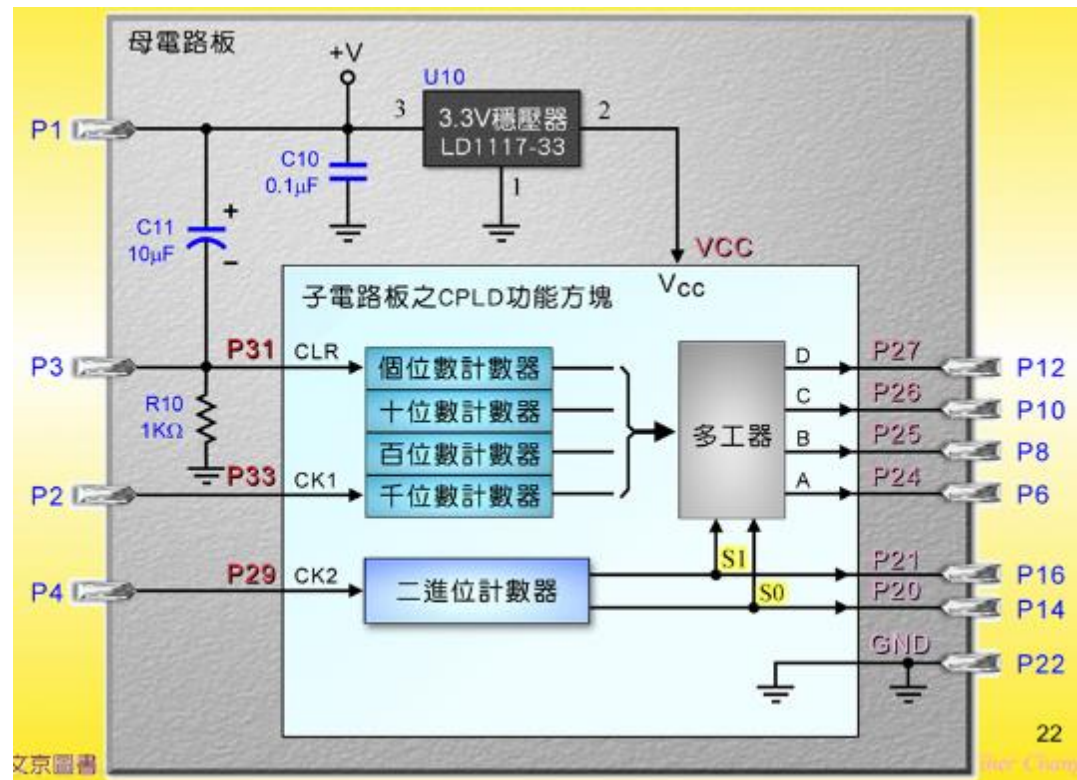 母電路板
+V
U10
P1
3
3.3V穩壓器
LD1117-33
2
1
C10
0.1μF
C11
10μF
+
−
VCC
Vcc
子電路板之CPLD功能方塊
P3
P31
CLR
個位數計數器
十位數計數器
百位數計數器
千位數計數器
多工器
D
C
B
A
P27
P26
P25
P24
P12
P10
P8
P6
R10
1KΩ
P2
P33
CK1
P4
P29
CK2
二進位計數器
S1
S0
P21
P20
P16
P14
GND
P22
22
文京圖書